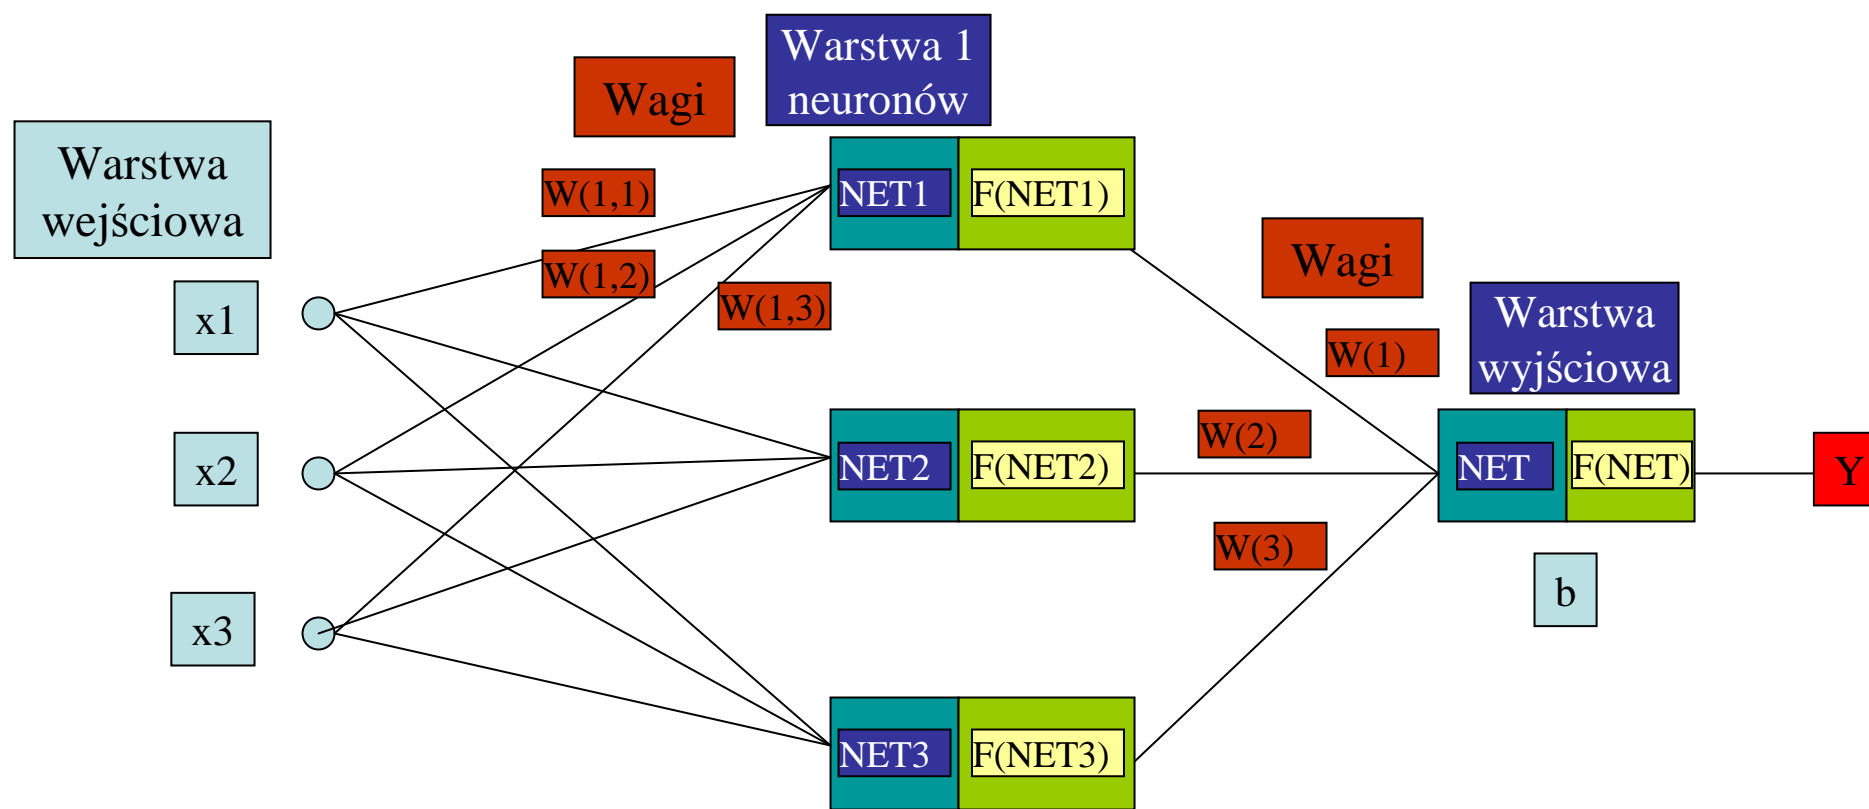 Warstwa 1
neuronów
Wagi
Warstwa
wejściowa
W(1,1)
NET1
F(NET1)
W(1,2)
W(1,3)
Wagi
x1
Warstwa
wyjściowa
W(1)
W(2)
x2
NET2
F(NET2)
NET
F(NET)
Y
W(3)
b
x3
NET3
F(NET3)